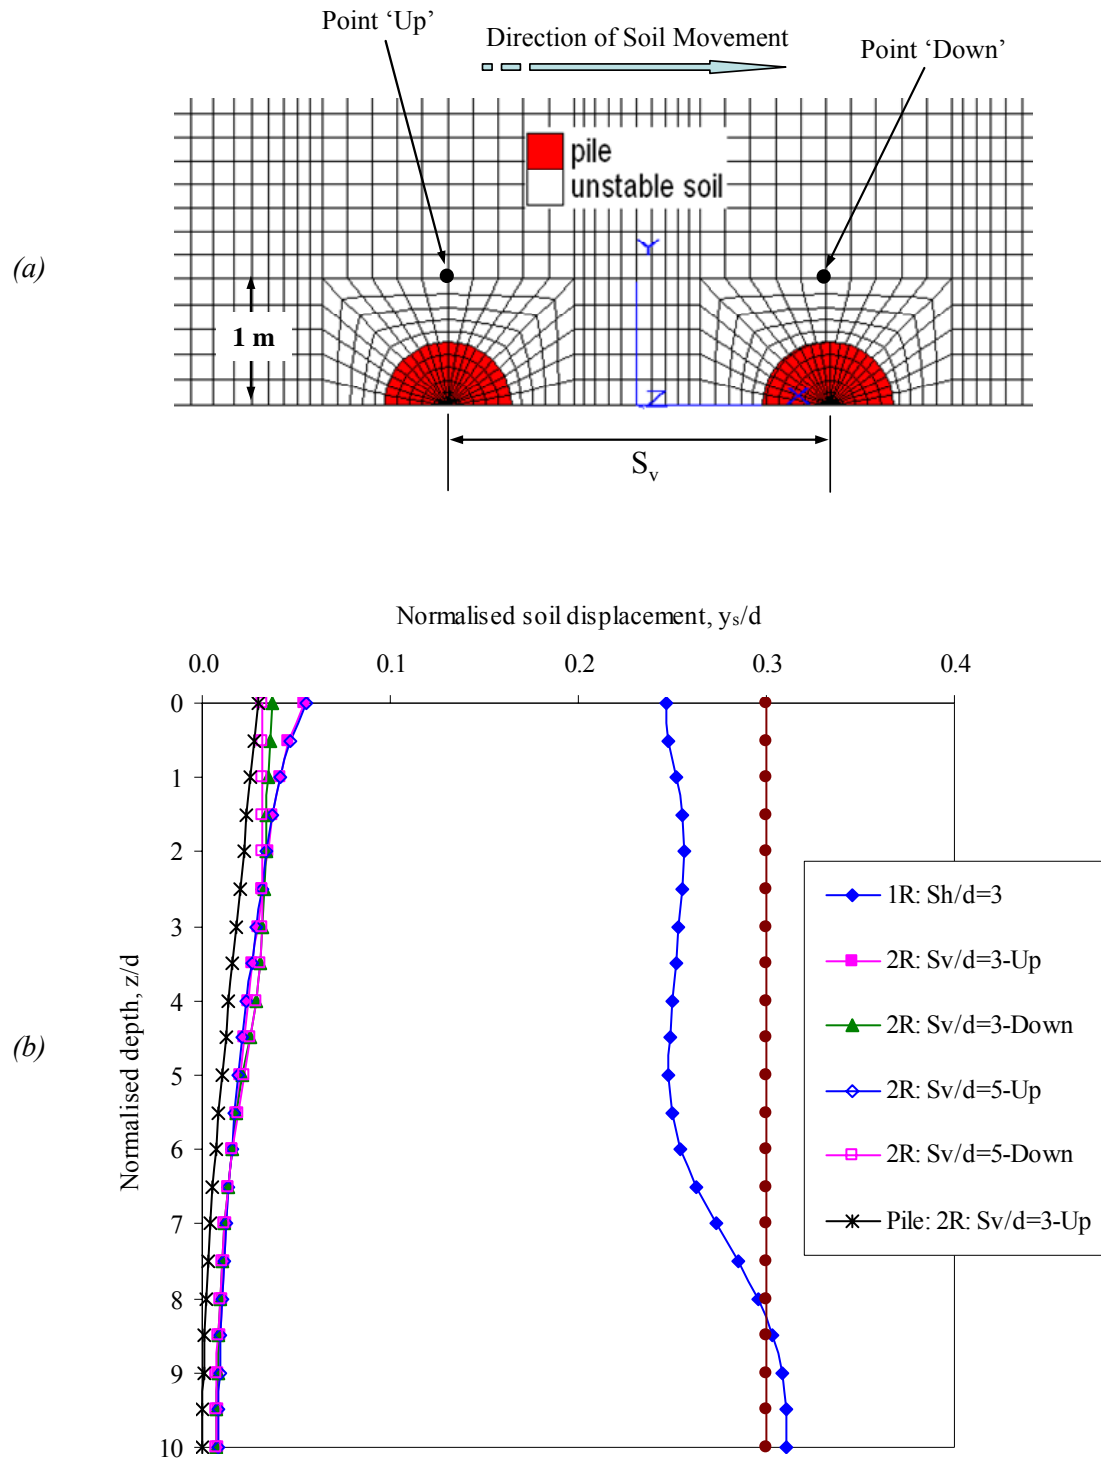 Point ‘Up’
Direction of Soil Movement
Point ‘Down’
pile
unstable soil
(a)
Y
1 m
Z
X
Sv
Normalised soil displacement, ys/d
0.0 0.1 0.2 0.3 0.4
0
1
2
3
4
5
6
7
8
9
10
Normalised depth, z/d
(b)
1R: Sh/d=3
2R: Sv/d=3-Up
2R: Sv/d=3-Down
2R: Sv/d=5-Up
2R: Sv/d=5-Down
Pile: 2R: Sv/d=3-Up